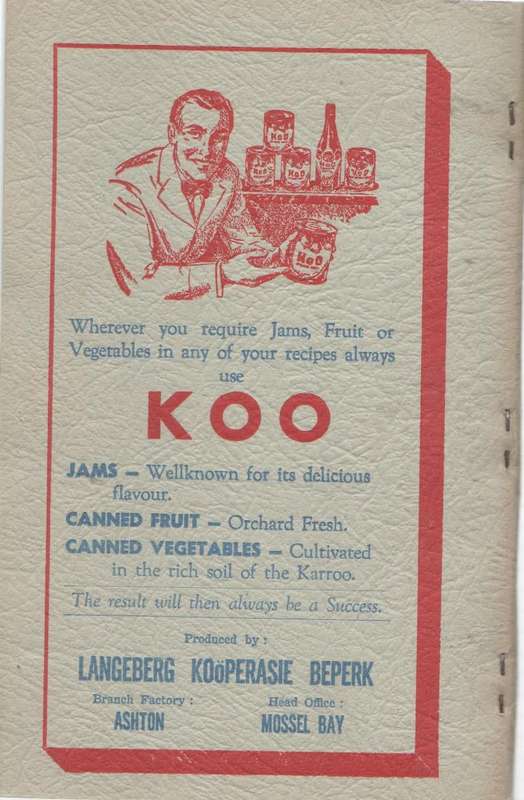 KOO
KOO
KOO
KOO
KOO
Wherever you require Jams, Fruit or
Vegetables in any of your recipes always
use
KOO
JAMS — Wellknown for its delicious
flavour.
CANNED FRUIT — Orchard Fresh.
CANNED VEGETABLES — Cultivated
in the rich soil of the Karroo.
The result will then always be a Success.
Produced by :
LANGEBERG KOöPERASIE BEPERK
Branch Factory : Head Office :
ASHTON MOSSEL BAY